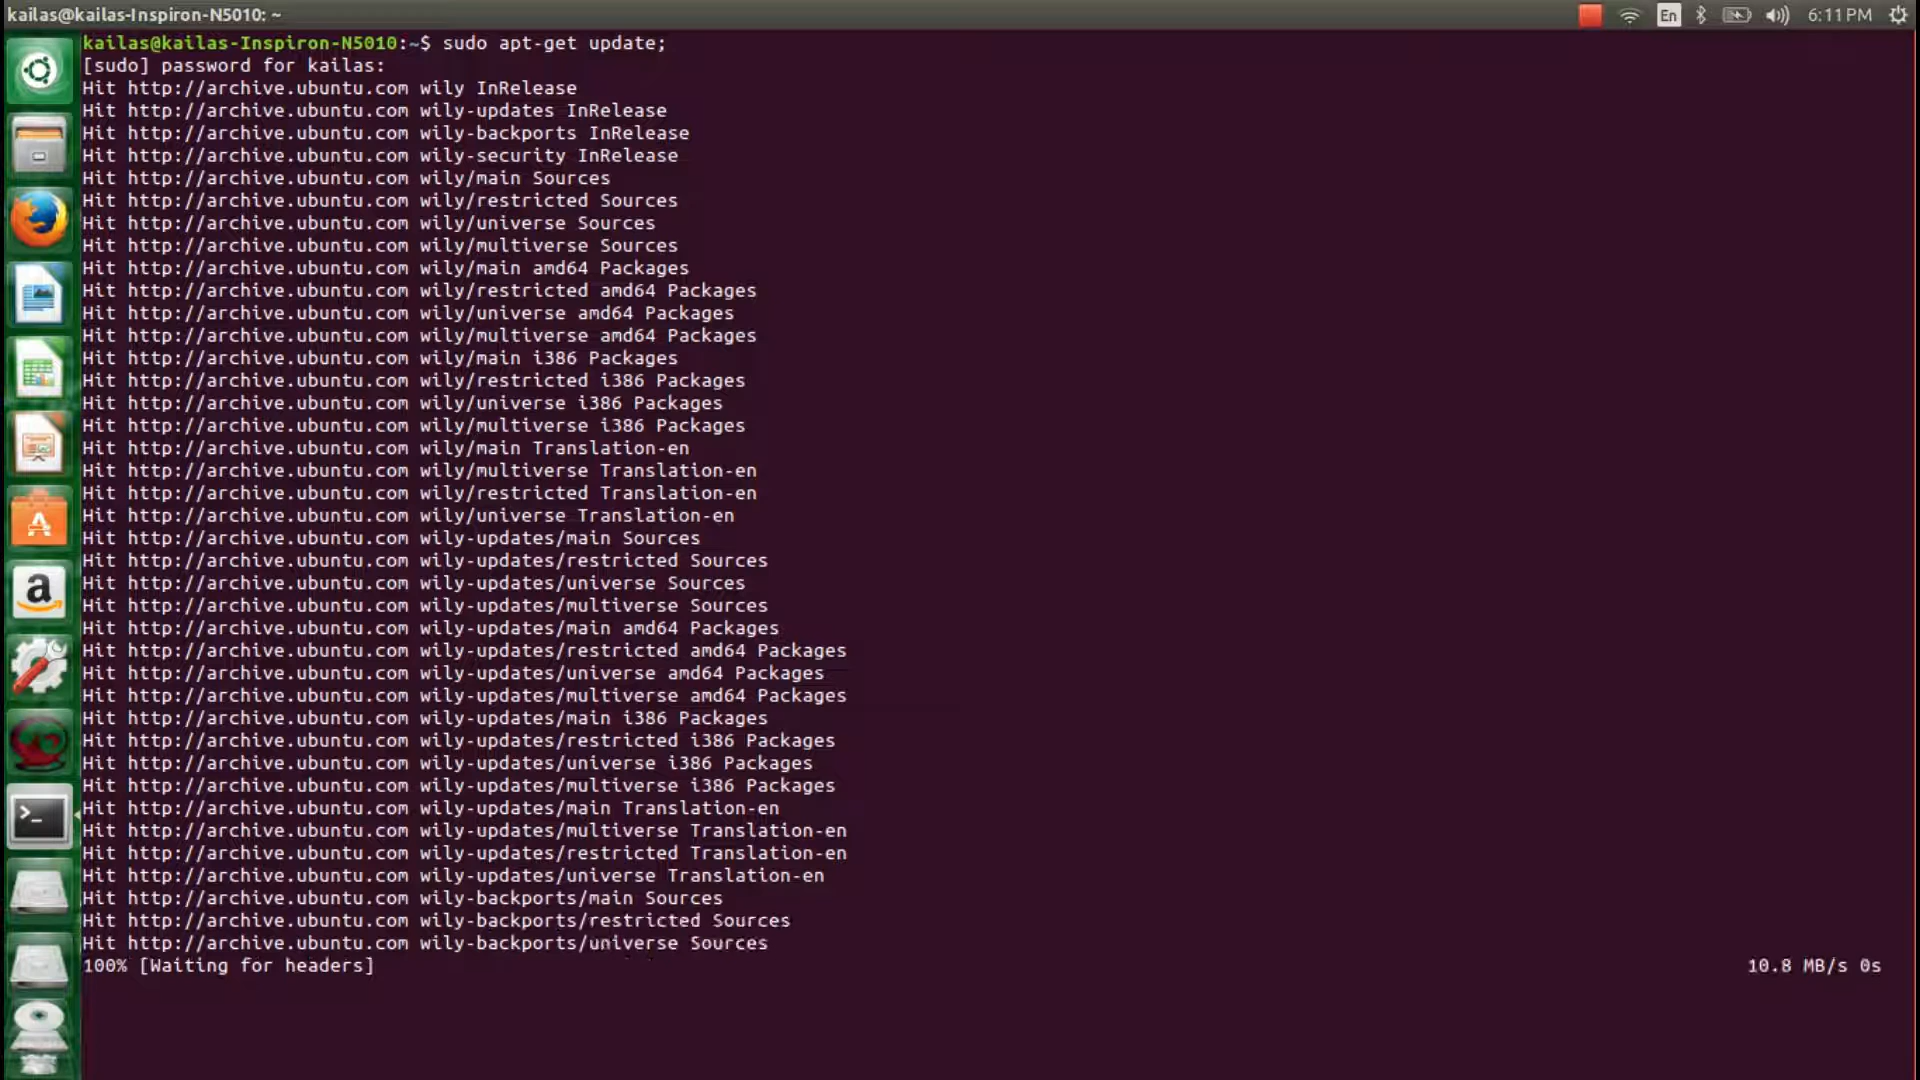 kailas@kailas-Inspiron-N5010: ~
En
6:11 PM
kailas@kailas-Inspiron-N5010:~$ sudo apt-get update;
[sudo] password for kailas:
Hit http://archive.ubuntu.com wily InRelease
Hit http://archive.ubuntu.com wily-updates InRelease
Hit http://archive.ubuntu.com wily-backports InRelease
Hit http://archive.ubuntu.com wily-security InRelease
Hit http://archive.ubuntu.com wily/main Sources
Hit http://archive.ubuntu.com wily/restricted Sources
Hit http://archive.ubuntu.com wily/universe Sources
Hit http://archive.ubuntu.com wily/multiverse Sources
Hit http://archive.ubuntu.com wily/main amd64 Packages
Hit http://archive.ubuntu.com wily/restricted amd64 Packages
Hit http://archive.ubuntu.com wily/universe amd64 Packages
Hit http://archive.ubuntu.com wily/multiverse amd64 Packages
Hit http://archive.ubuntu.com wily/main i386 Packages
Hit http://archive.ubuntu.com wily/restricted i386 Packages
Hit http://archive.ubuntu.com wily/universe i386 Packages
Hit http://archive.ubuntu.com wily/multiverse i386 Packages
Hit http://archive.ubuntu.com wily/main Translation-en
Hit http://archive.ubuntu.com wily/multiverse Translation-en
Hit http://archive.ubuntu.com wily/restricted Translation-en
Hit http://archive.ubuntu.com wily/universe Translation-en
Hit http://archive.ubuntu.com wily-updates/main Sources
Hit http://archive.ubuntu.com wily-updates/restricted Sources
Hit http://archive.ubuntu.com wily-updates/universe Sources
Hit http://archive.ubuntu.com wily-updates/multiverse Sources
Hit http://archive.ubuntu.com wily-updates/main amd64 Packages
Hit http://archive.ubuntu.com wily-updates/restricted amd64 Packages
Hit http://archive.ubuntu.com wily-updates/universe amd64 Packages
Hit http://archive.ubuntu.com wily-updates/multiverse amd64 Packages
Hit http://archive.ubuntu.com wily-updates/main i386 Packages
Hit http://archive.ubuntu.com wily-updates/restricted i386 Packages
Hit http://archive.ubuntu.com wily-updates/universe i386 Packages
Hit http://archive.ubuntu.com wily-updates/multiverse i386 Packages
Hit http://archive.ubuntu.com wily-updates/main Translation-en
Hit http://archive.ubuntu.com wily-updates/multiverse Translation-en
Hit http://archive.ubuntu.com wily-updates/restricted Translation-en
Hit http://archive.ubuntu.com wily-updates/universe Translation-en
Hit http://archive.ubuntu.com wily-backports/main Sources
Hit http://archive.ubuntu.com wily-backports/restricted Sources
Hit http://archive.ubuntu.com wily-backports/universe Sources
100% [Waiting for headers] 10.8 MB/s 0s